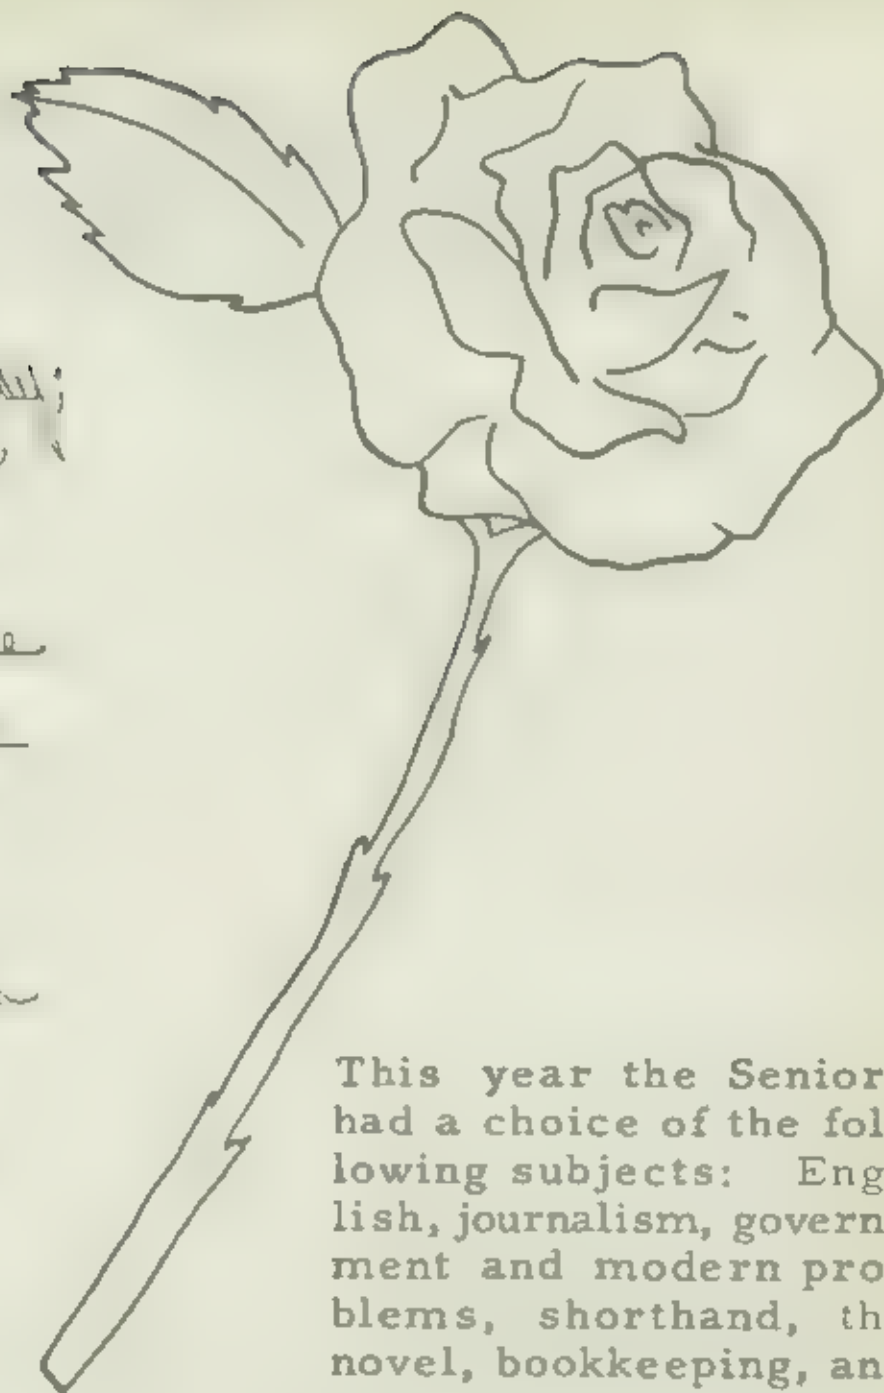 This year the Senior
had a choice of the fol
lowing subjects: Eng
lish, journalism, govern
ment and modern pro
blems, shorthand, th
novel, bookkeeping, an